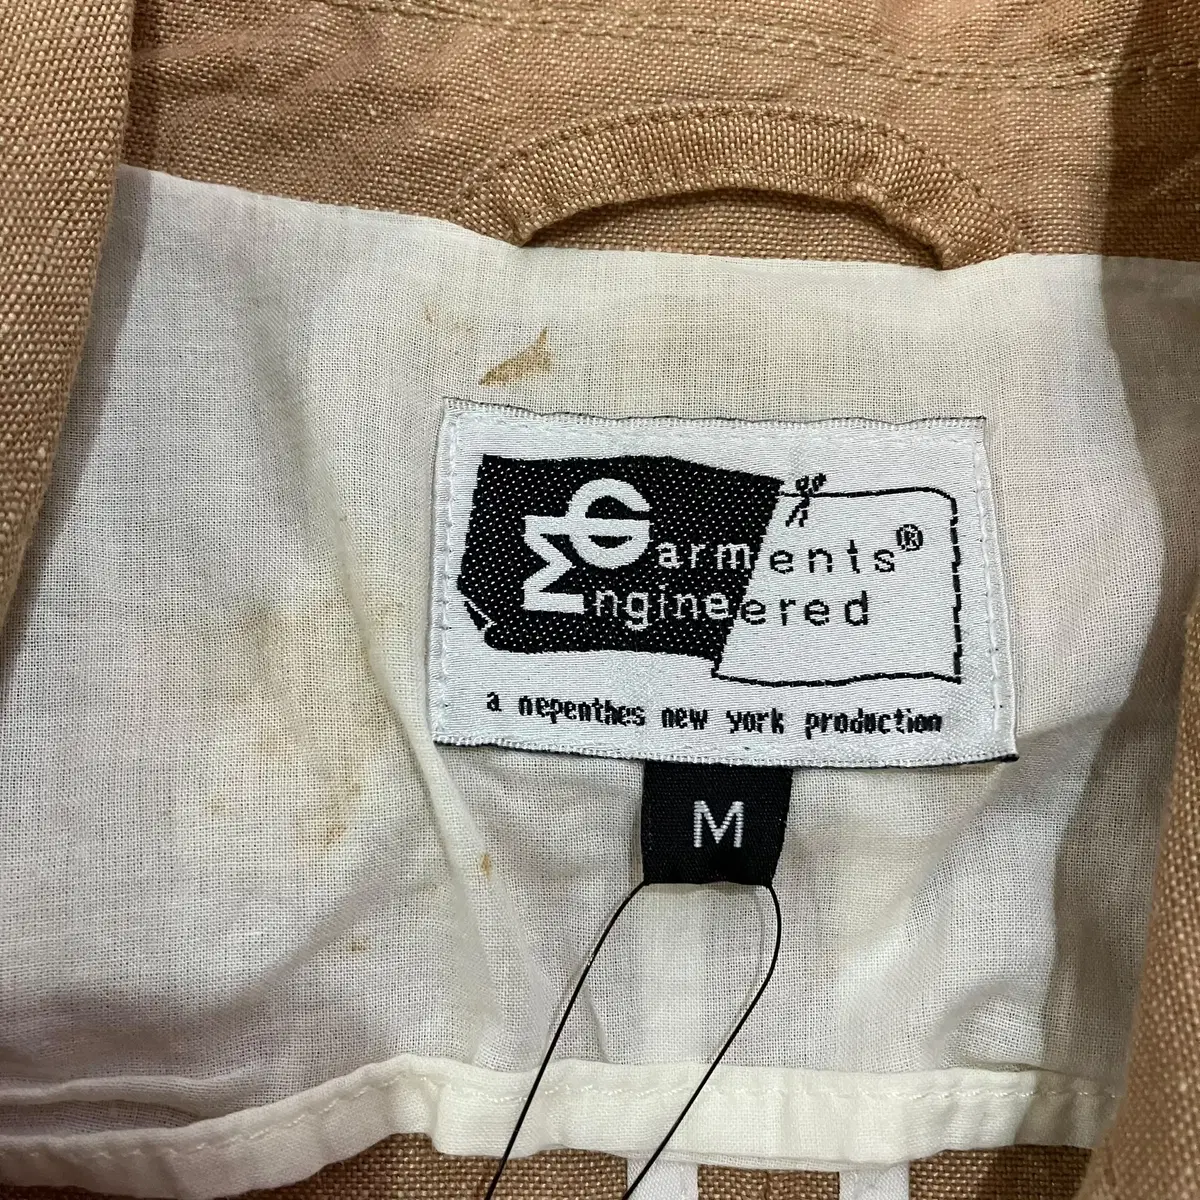 Garments®
Engineered
a nepenthes new york production
M